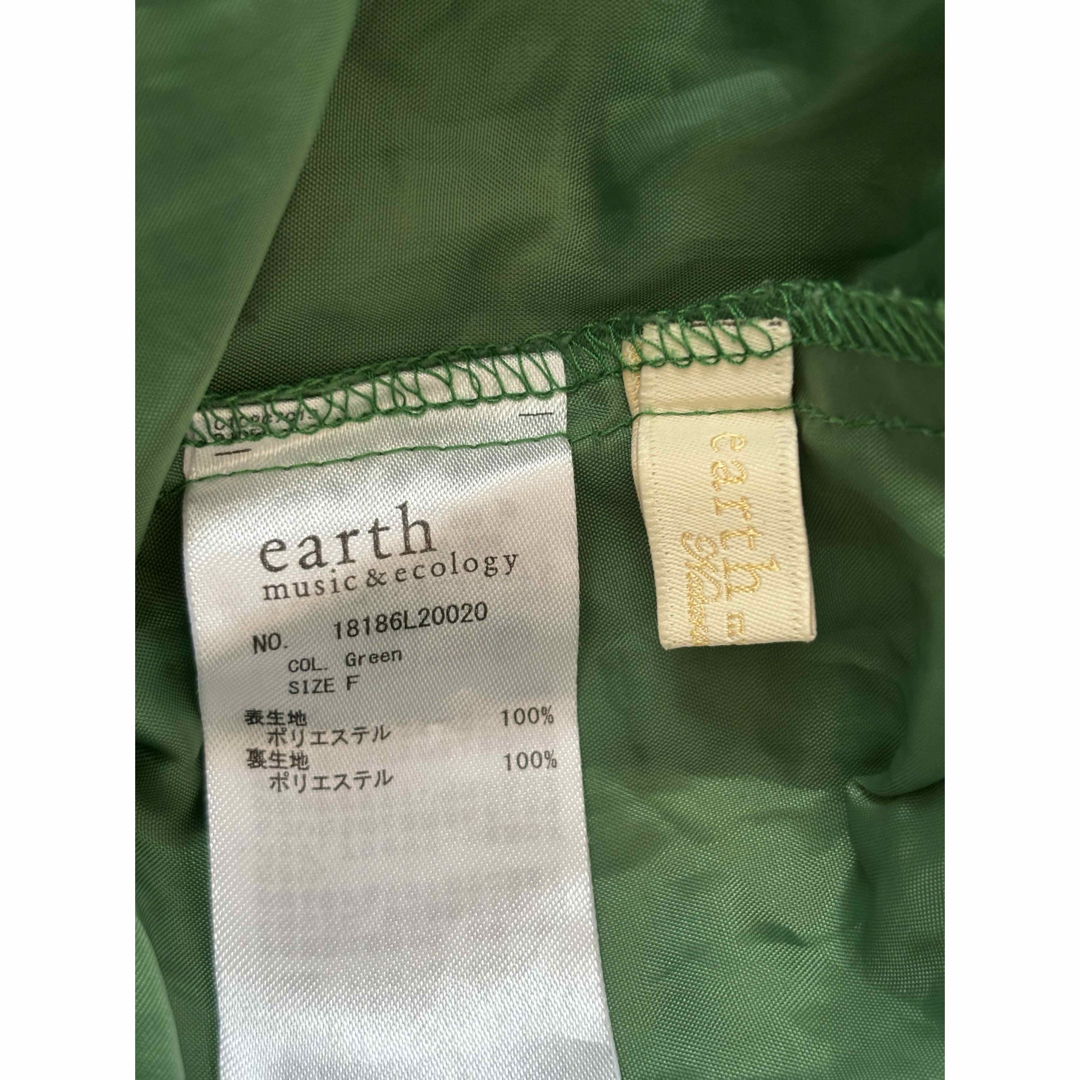 earth
music&ecology
NO. 18186L20020
COL. Green
SIZE F
表生地 100%
ポリエステル
裏生地 100%
ポリエステル
earth m